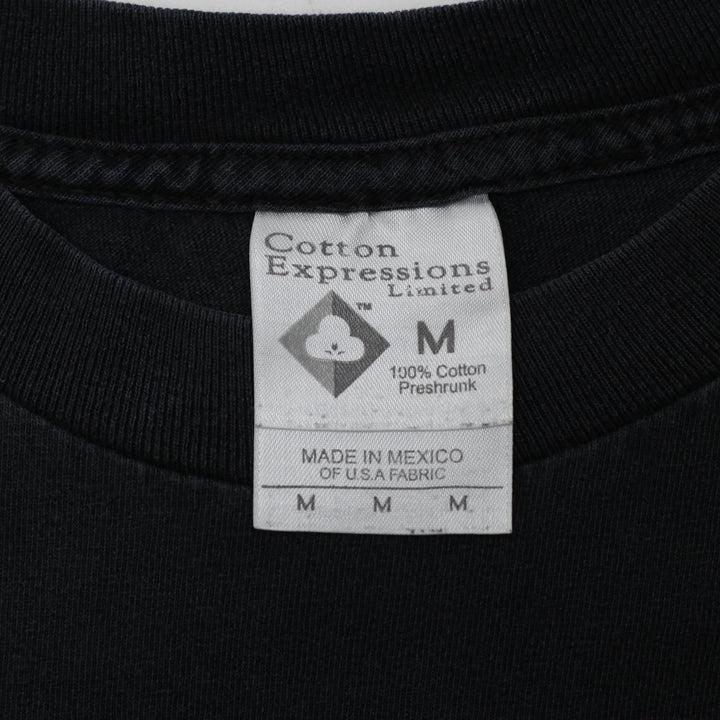 Cotton
Expressions
Limited
TM
M
100% Cotton
Preshrunk
MADE IN MEXICO
OF U.S.A FABRIC
M M M